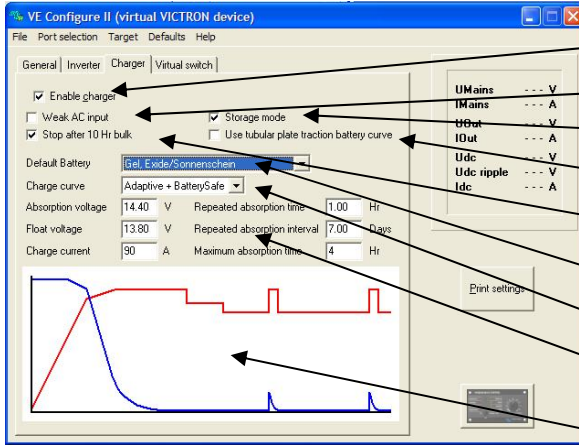 VE Configure II (virtual VICTRON device)
File Port selection Target Defaults Help
General Inverter Charger Virtual switch
Enable charger
Weak AC input Storage mode
Stop after 10 Hr bulk Use tubular plate traction battery curve
Default Battery Gel, Exide/Sonnenschein
Charge curve Adaptive + BatterySafe
Absorption voltage 14.40 V Repeated absorption time 1.00 Hr
Float voltage 13.80 V Repeated absorption interval 7.00 Days
Charge current 90 A Maximum absorption time 4 Hr
UMains --- V
IMains --- A
UOut --- V
IOut --- A
Udc --- V
Udc ripple --- V
Idc --- A
Print settings